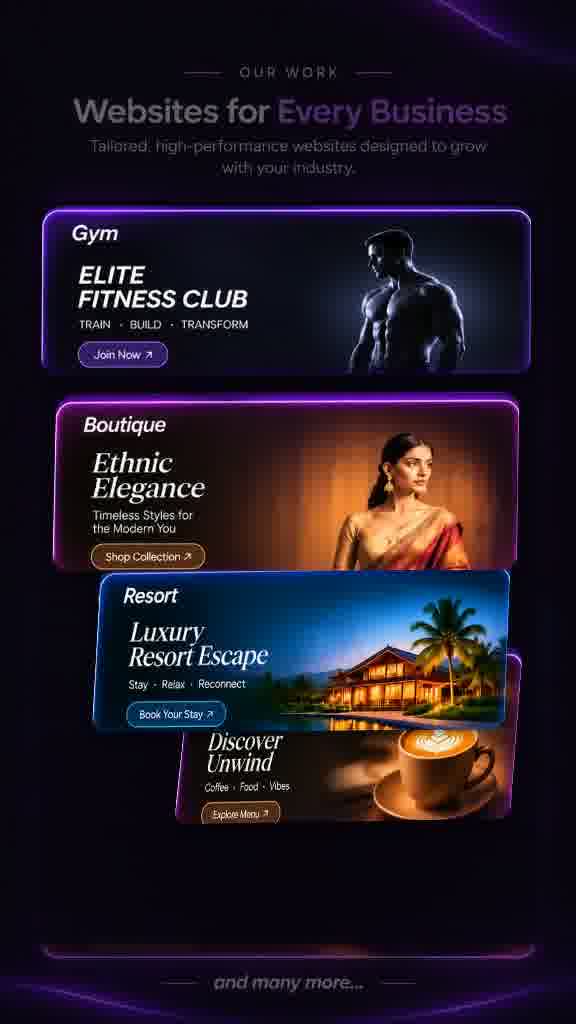 OUR WORK
Websites for Every Business
Tailored, high-performance websites designed to grow
with your industry.
Gym
ELITE
FITNESS CLUB
TRAIN · BUILD · TRANSFORM
Join Now ↗
Boutique
Ethnic
Elegance
Timeless Styles for
the Modern You
Shop Collection ↗
Resort
Luxury
Resort Escape
Stay · Relax · Reconnect
Book Your Stay ↗
Discover
Unwind
Coffee · Food · Vibes
Explore Menu ↗
and many more...